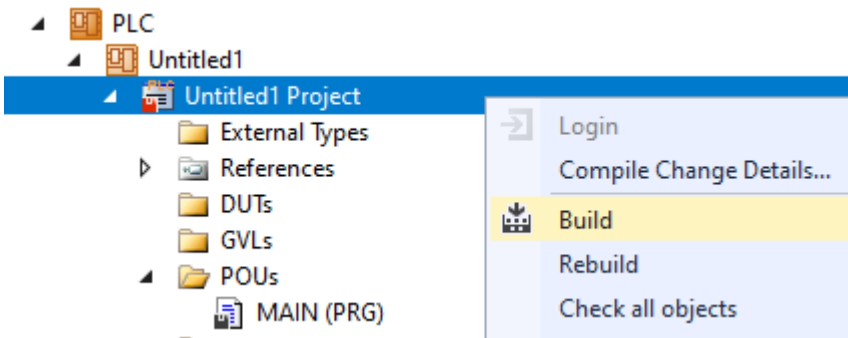 PLC
Untitled1
Untitled1 Project
External Types
References
DUTs
GVLs
POUs
MAIN (PRG)
Login
Compile Change Details...
Build
Rebuild
Check all objects